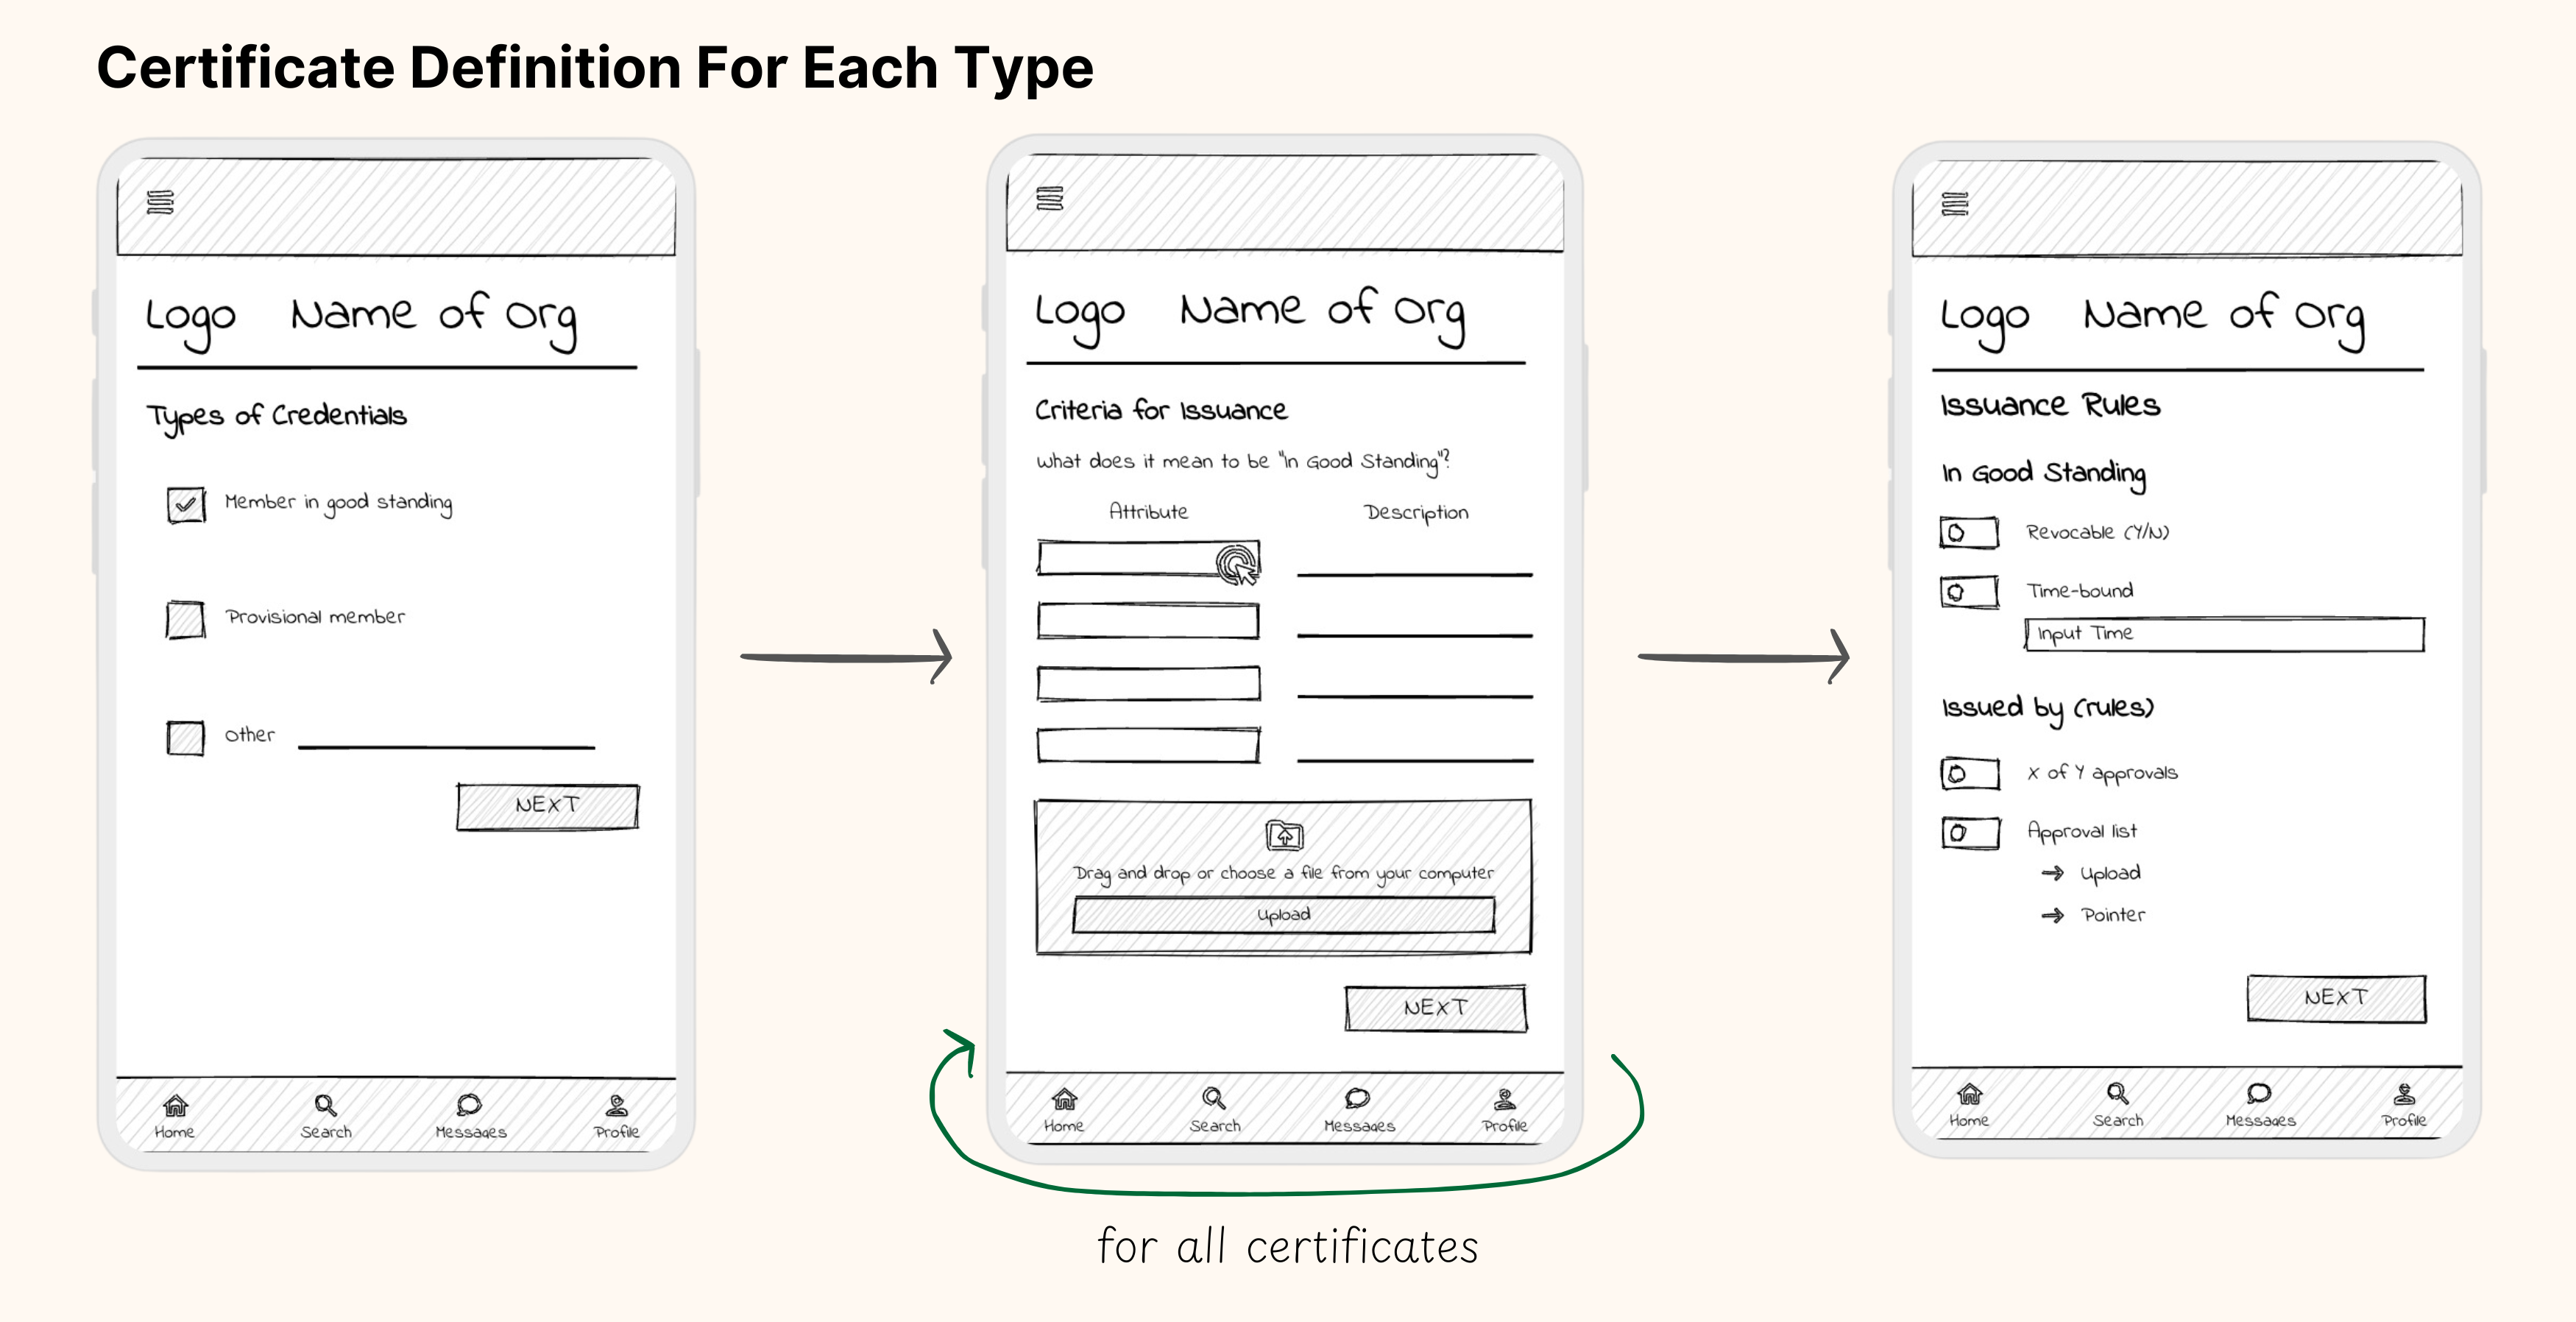 Certificate Definition For Each Type
Logo Name of Org
Types of Credentials
Member in good standing
Provisional member
Other
NEXT
Home Search Messages Profile
Logo Name of Org
Criteria for Issuance
What does it mean to be "In Good Standing"?
Attribute Description
Drag and drop or choose a file from your computer
Upload
NEXT
Home Search Messages Profile
for all certificates
Logo Name of Org
Issuance Rules
In Good Standing
Revocable (Y/N)
Time-bound
Input Time
Issued by (rules)
X of Y approvals
Approval list
→ Upload
→ Pointer
NEXT
Home Search Messages Profile